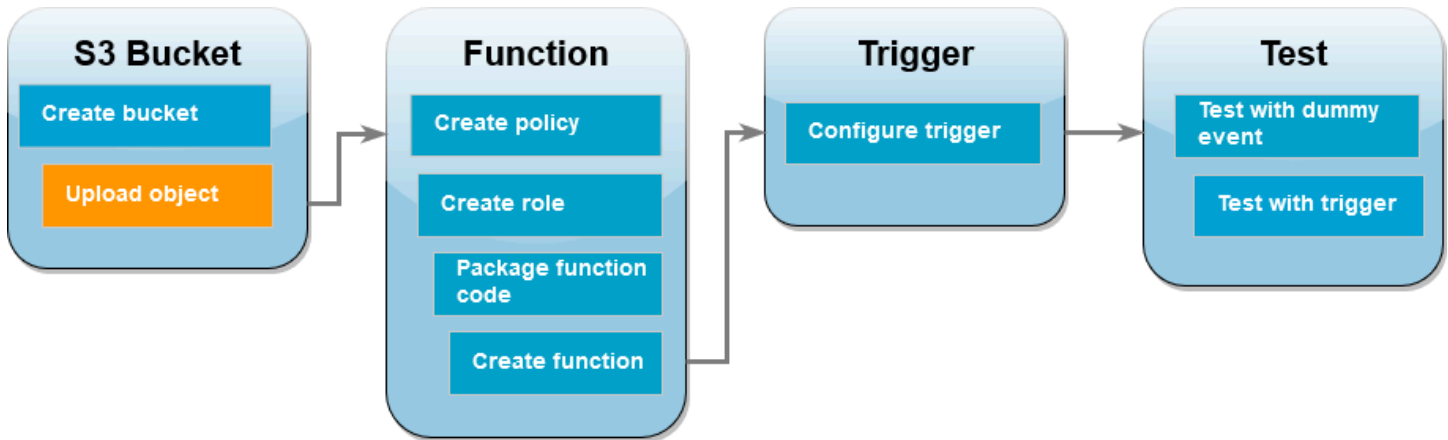 S3 Bucket
Create bucket
Upload object
Function
Create policy
Create role
Package function
code
Create function
Trigger
Configure trigger
Test
Test with dummy
event
Test with trigger